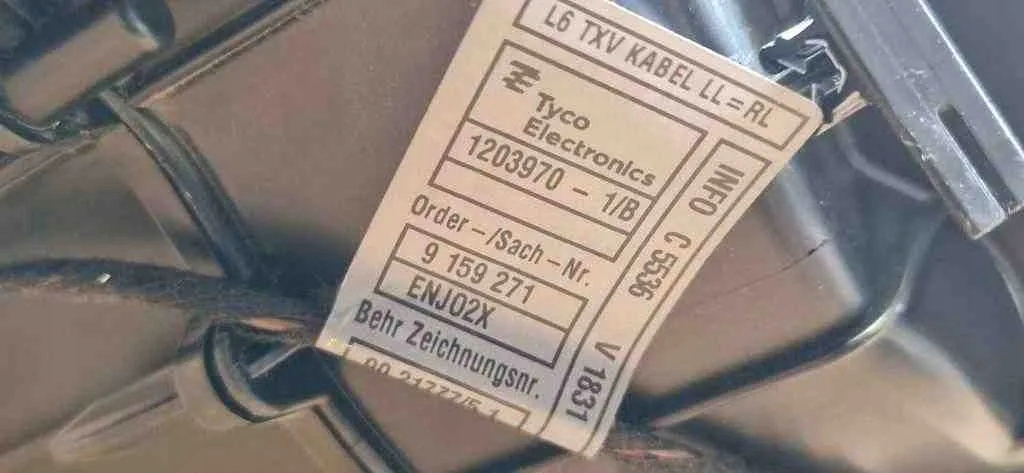 L6 TXV KABEL LL=RL
Tyco
Electronics
1203970 - 1/B
Order-/Sach-Nr.
9 159 271
ENJ02X
Behr Zeichnungsnr.
INFO C 5536 V 1831